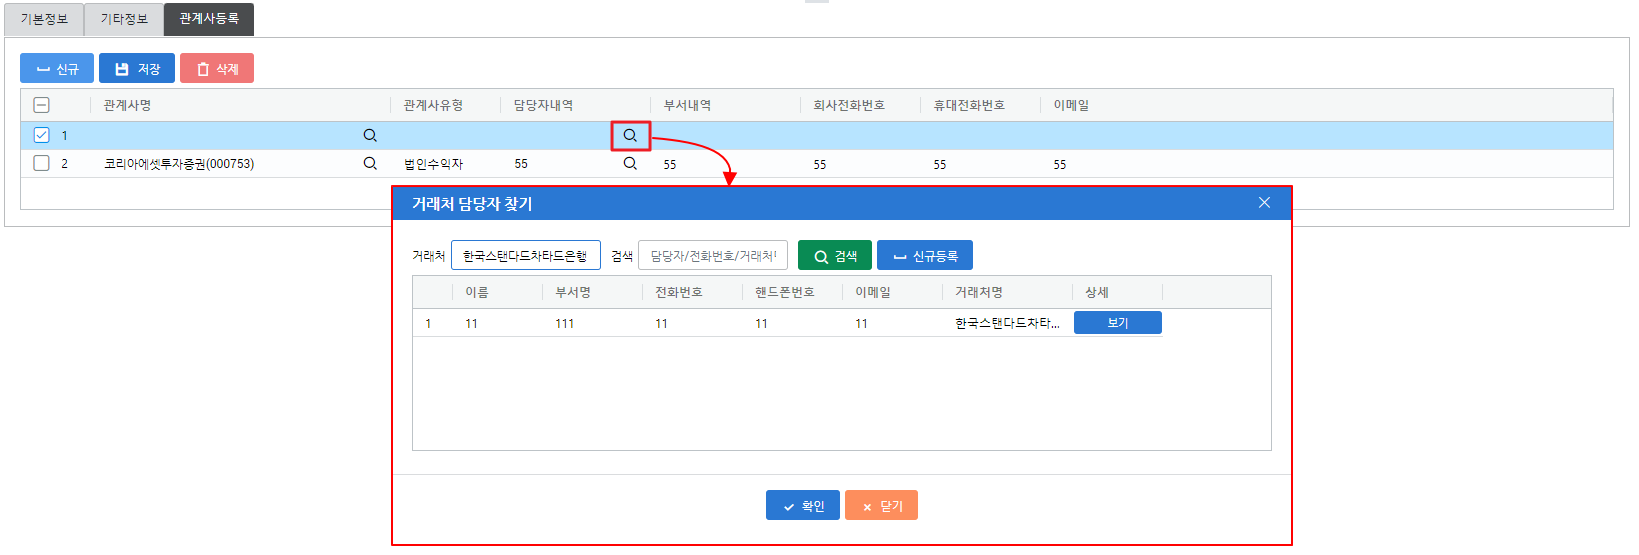 기본정보 기타정보 관계사등록
신규 저장 삭제
관계사명 관계사유형 담당자내역 부서내역 회사전화번호 휴대전화번호 이메일
1
2 코리아에셋투자증권(000753) 법인수익자 55 55 55 55 55
거래처 담당자 찾기
거래처 한국스탠다드차타드은행 검색 담당자/전화번호/거래처 검색 신규등록
이름 부서명 전화번호 핸드폰번호 이메일 거래처명 상세
1 11 111 11 11 11 한국스탠다드차타... 보기
확인 닫기